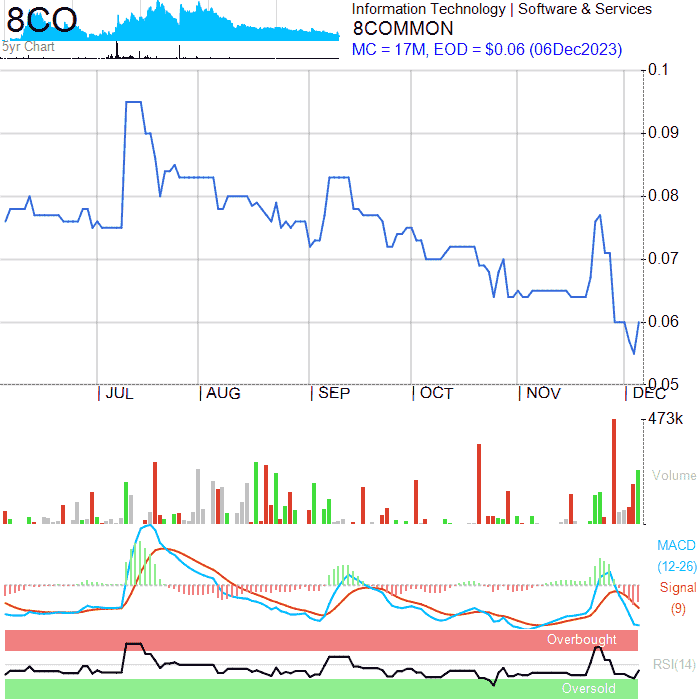 8CO
5yr Chart
Information Technology | Software & Services
8COMMON
MC = 17M, EOD = $0.06 (06Dec2023)
0.1
0.09
0.08
0.07
0.06
0.05
| JUL | AUG | SEP | OCT | NOV | DEC
473k
Volume
MACD
(12-26)
Signal
(9)
Overbought
RSI(14)
Oversold